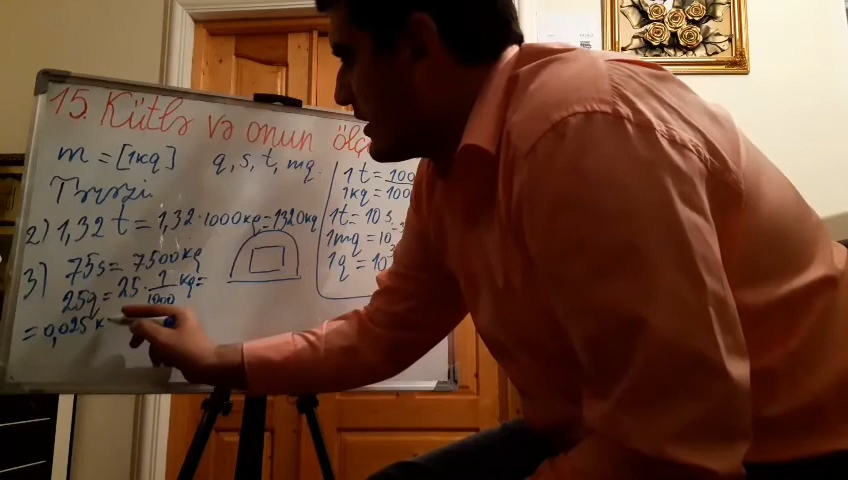 15. Kütlə və onun ölç
m = [1kq] q, s, t, mq.
Tərəzi.
2) 1,32 t = 1,32 · 1000kq = 1320kq
3) 75s = 7500kq
25q = 25 · 1/1000 kq =
= 0,025 k
1 t = 100
1kq = 100
1t = 10 s
1mq = 10
1q = 10